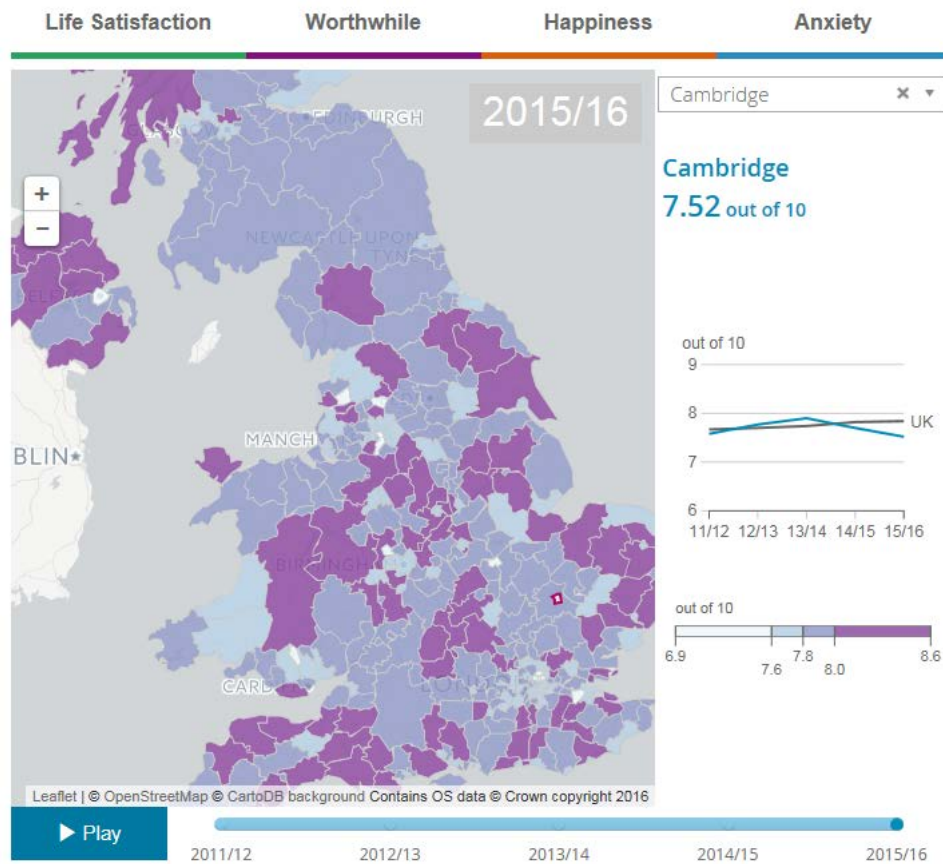 Life Satisfaction
Worthwhile
Happiness
Anxiety
2015/16
Cambridge
+
−
GLASGOW
EDINBURGH
NEWCASTLE UPON
TYNE
BELFAST
MANCH
BLIN
BIRMINGH
CARD
LOND
Cambridge
7.52 out of 10
out of 10
9
8
7
6
UK
11/12 12/13 13/14 14/15 15/16
out of 10
6.9
7.6
7.8
8.0
8.6
Leaflet | © OpenStreetMap © CartoDB background Contains OS data © Crown copyright 2016
Play
2011/12
2012/13
2013/14
2014/15
2015/16